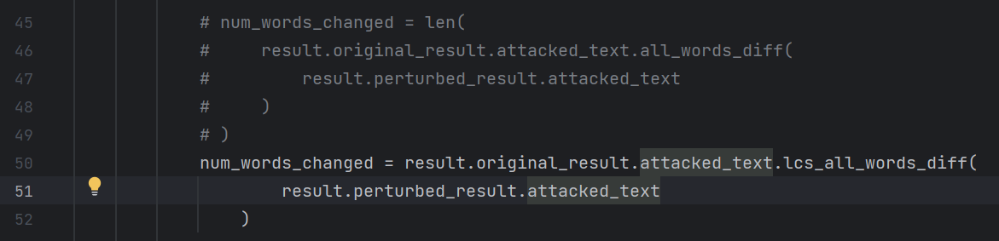 45 # num_words_changed = len(
46 #     result.original_result.attacked_text.all_words_diff(
47 #         result.perturbed_result.attacked_text
48 #     )
49 # )
50 num_words_changed = result.original_result.attacked_text.lcs_all_words_diff(
51         result.perturbed_result.attacked_text
52     )